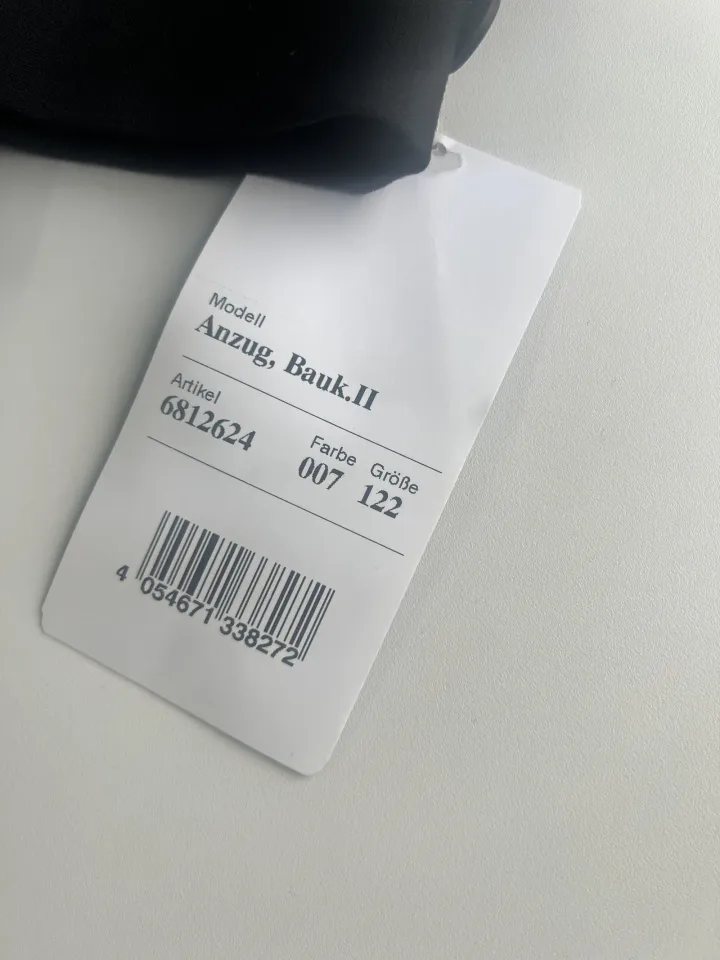 Modell
Anzug, Bauk.II
Artikel Farbe Größe
6812624 007 122
4 054671 338272